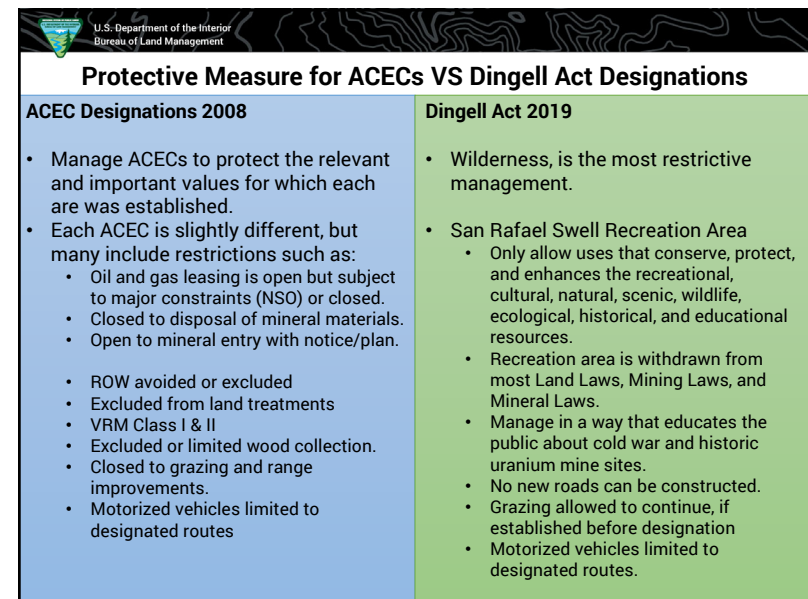 U.S. Department of the Interior
Bureau of Land Management
Protective Measure for ACECs VS Dingell Act Designations
ACEC Designations 2008
• Manage ACECs to protect the relevant
and important values for which each
are was established.
• Each ACEC is slightly different, but
many include restrictions such as:
• Oil and gas leasing is open but subject
to major constraints (NSO) or closed.
• Closed to disposal of mineral materials.
• Open to mineral entry with notice/plan.
• ROW avoided or excluded
• Excluded from land treatments
• VRM Class I & II
• Excluded or limited wood collection.
• Closed to grazing and range
improvements.
• Motorized vehicles limited to
designated routes
Dingell Act 2019
• Wilderness, is the most restrictive
management.
• San Rafael Swell Recreation Area
• Only allow uses that conserve, protect,
and enhances the recreational,
cultural, natural, scenic, wildlife,
ecological, historical, and educational
resources.
• Recreation area is withdrawn from
most Land Laws, Mining Laws, and
Mineral Laws.
• Manage in a way that educates the
public about cold war and historic
uranium mine sites.
• No new roads can be constructed.
• Grazing allowed to continue, if
established before designation
• Motorized vehicles limited to
designated routes.